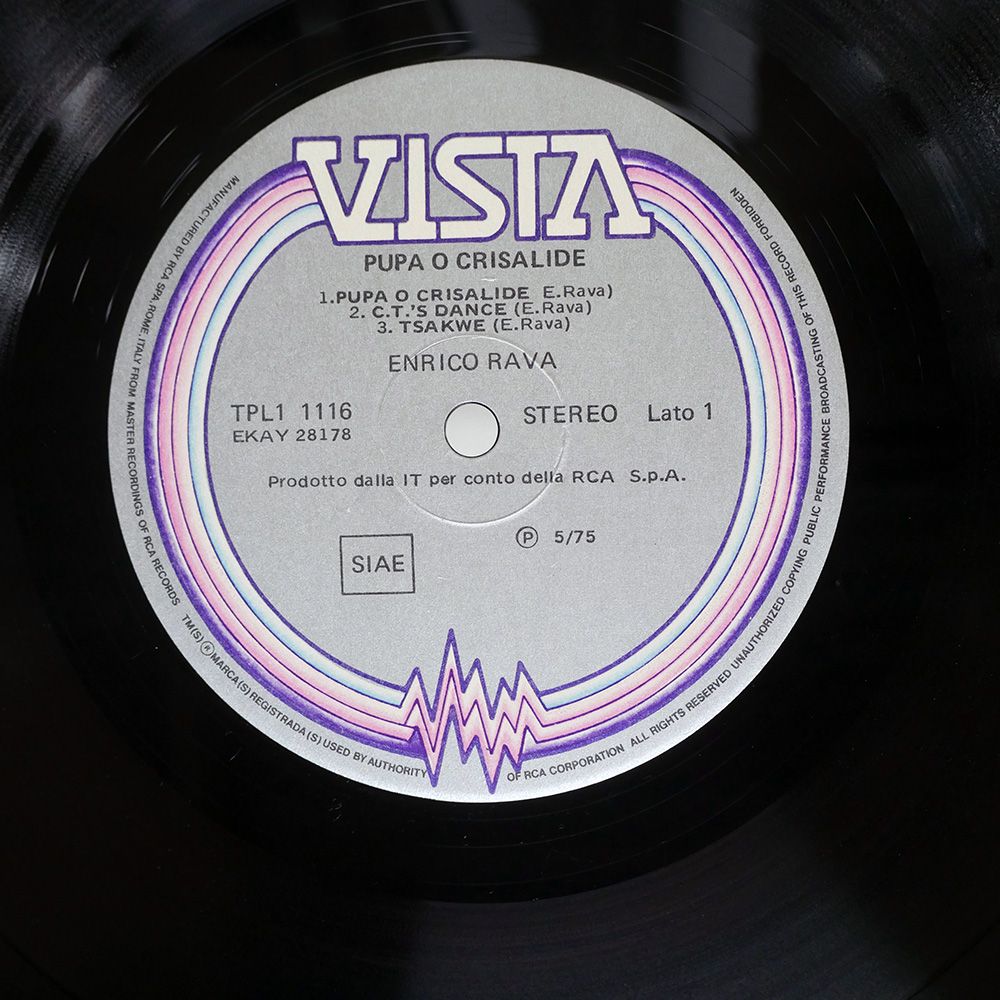 VISTA
PUPA O CRISALIDE
1.PUPA O CRISALIDE E.Rava)
2. C.T.'S DANCE (E.Rava)
3. TSAKWE (E.Rava)
ENRICO RAVA
TPL1 1116
EKAY 28178
STEREO Lato 1
Prodotto dalla IT per conto della RCA S.p.A.
SIAE
Ⓟ 5/75
MANUFACTURED BY RCA SPA, ROME, ITALY FROM MASTER RECORDINGS OF RCA RECORDS TM(S)®MARCA(S) REGISTRADA(S) USED BY AUTHORITY OF RCA CORPORATION ALL RIGHTS RESERVED UNAUTHORIZED COPYING PUBLIC PERFORMANCE BROADCASTING OF THIS RECORD FORBIDDEN